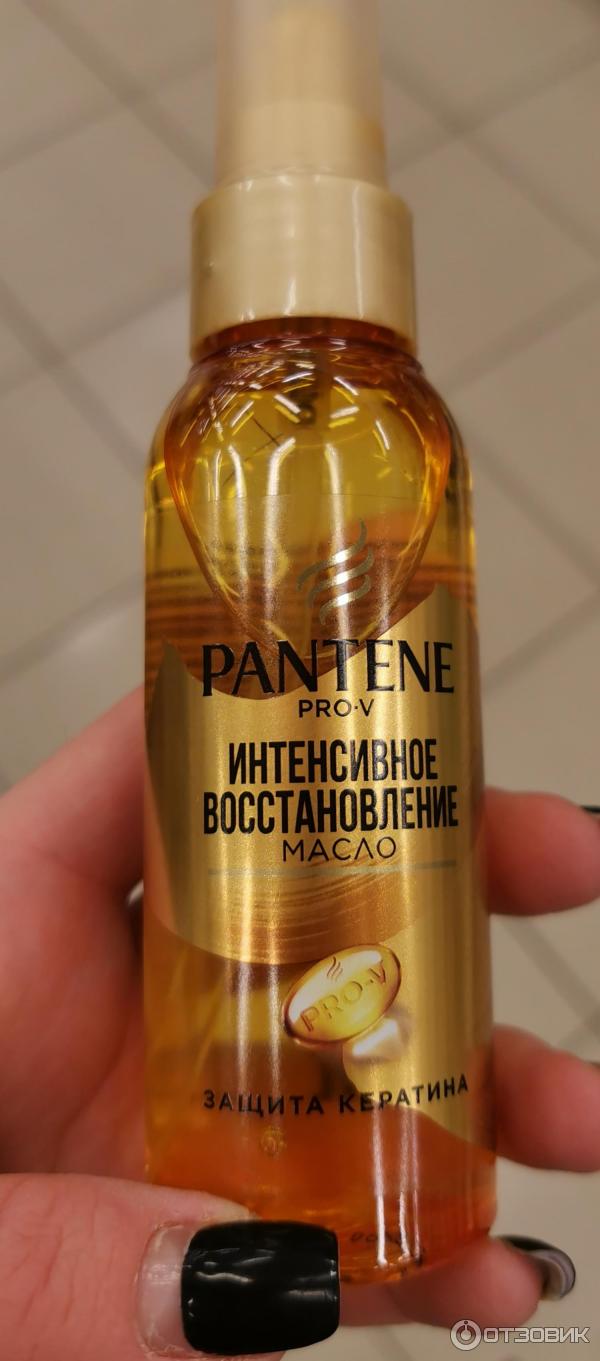 PANTENE
PRO-V
ИНТЕНСИВНОЕ
ВОССТАНОВЛЕНИЕ
МАСЛО
PRO-V
ЗАЩИТА КЕРАТИНА
ОТЗОВИК